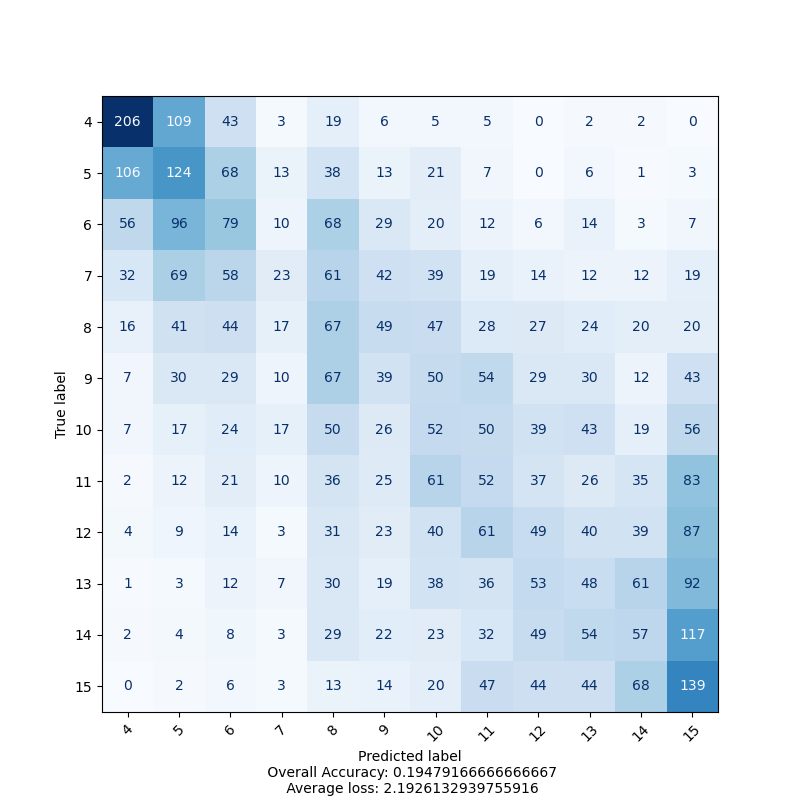 4 206 109 43 3 19 6 5 5 0 2 2 0
5 106 124 68 13 38 13 21 7 0 6 1 3
6 56 96 79 10 68 29 20 12 6 14 3 7
7 32 69 58 23 61 42 39 19 14 12 12 19
8 16 41 44 17 67 49 47 28 27 24 20 20
9 7 30 29 10 67 39 50 54 29 30 12 43
10 7 17 24 17 50 26 52 50 39 43 19 56
11 2 12 21 10 36 25 61 52 37 26 35 83
12 4 9 14 3 31 23 40 61 49 40 39 87
13 1 3 12 7 30 19 38 36 53 48 61 92
14 2 4 8 3 29 22 23 32 49 54 57 117
15 0 2 6 3 13 14 20 47 44 44 68 139
True label
4 5 6 7 8 9 10 11 12 13 14 15
Predicted label
Overall Accuracy: 0.19479166666666667
Average loss: 2.1926132939755916